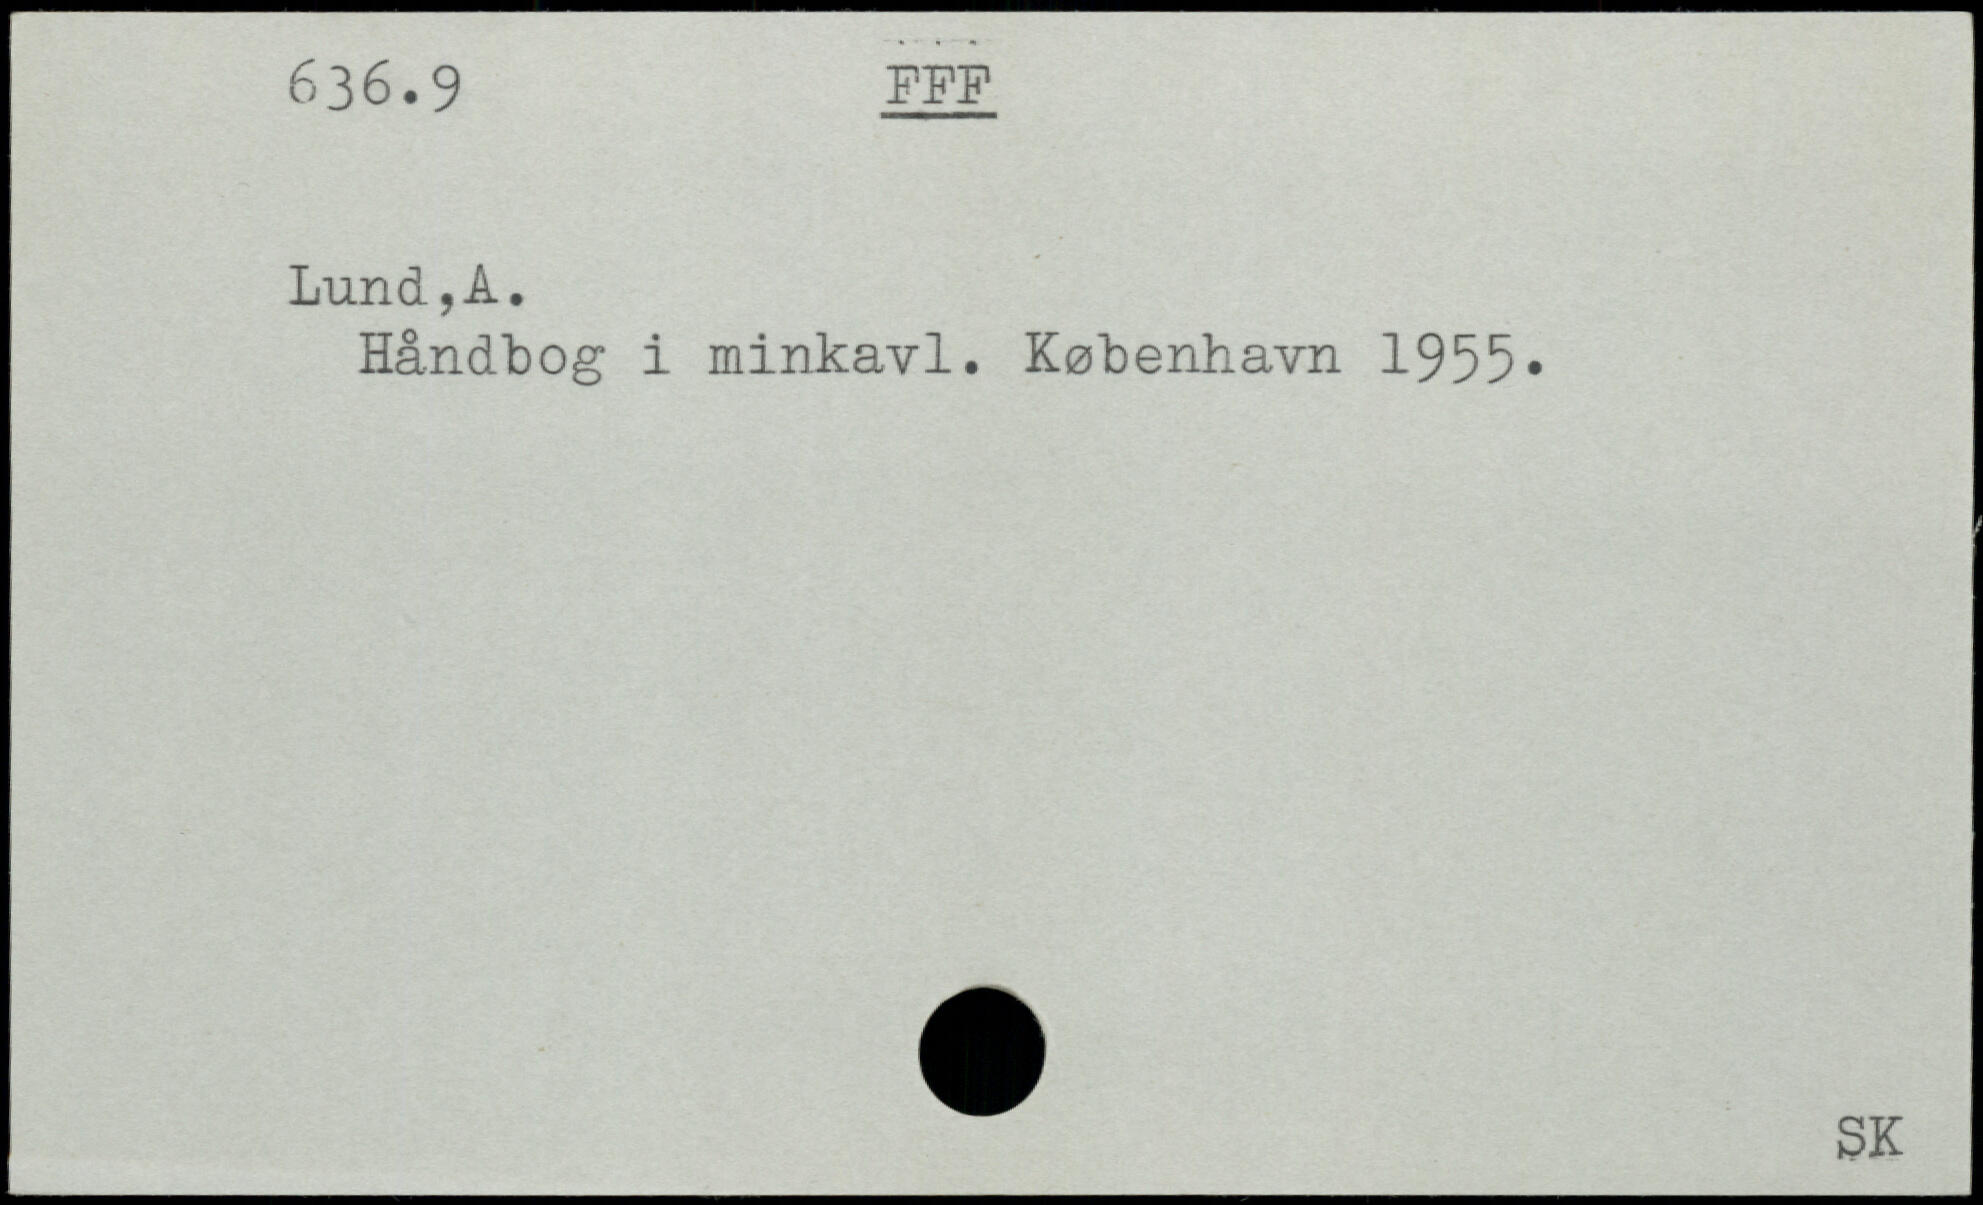 636.9 FFF
Lund,A.
Håndbog i minkavl. København 1955.
SK